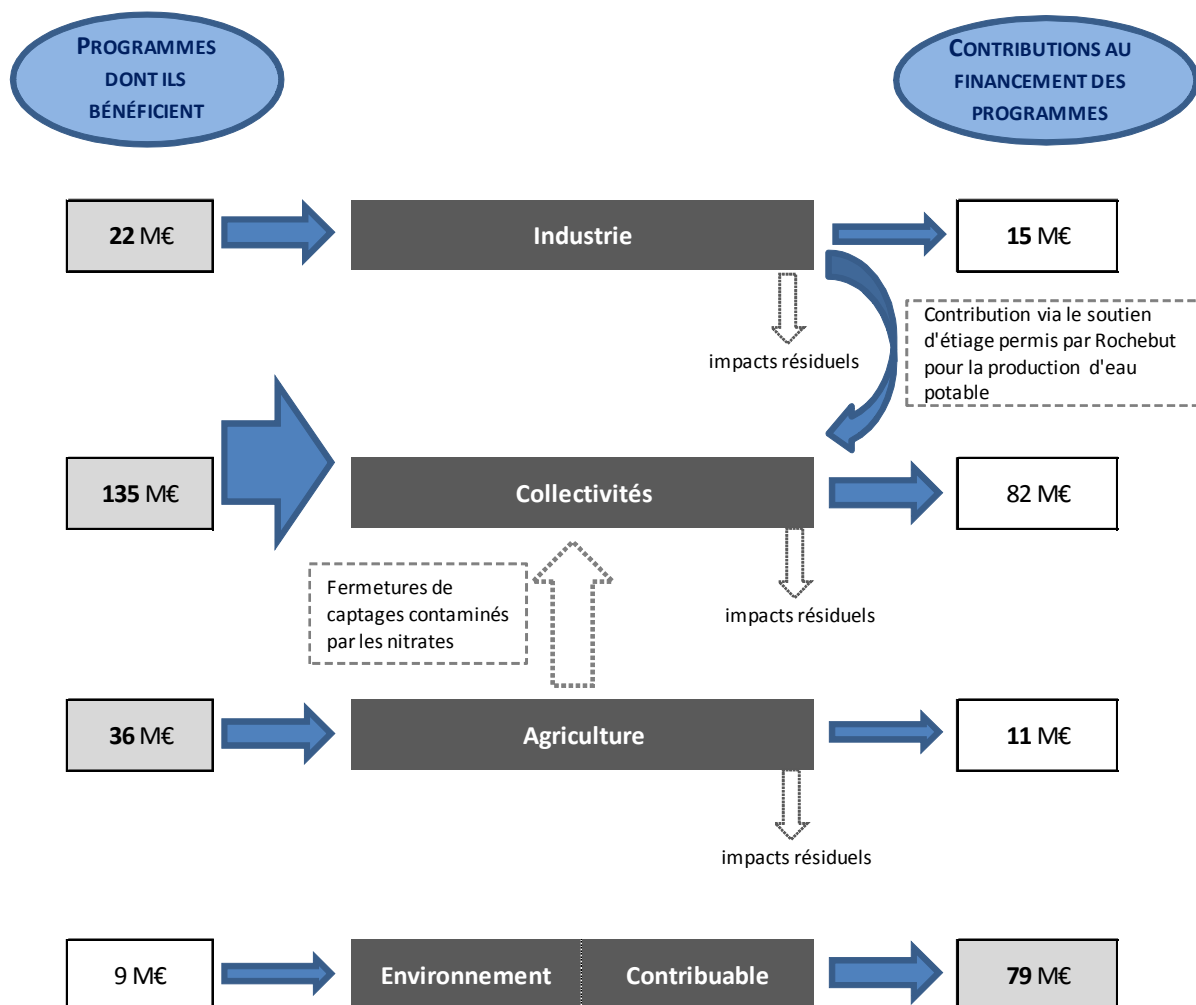 PROGRAMMES
DONT ILS
BÉNÉFICIENT
CONTRIBUTIONS AU
FINANCEMENT DES
PROGRAMMES
22 M€
Industrie
15 M€
impacts résiduels
Contribution via le soutien
d'étiage permis par Rochebut
pour la production d'eau
potable
135 M€
Collectivités
82 M€
Fermetures de
captages contaminés
par les nitrates
impacts résiduels
36 M€
Agriculture
11 M€
impacts résiduels
9 M€
Environnement
Contribuable
79 M€